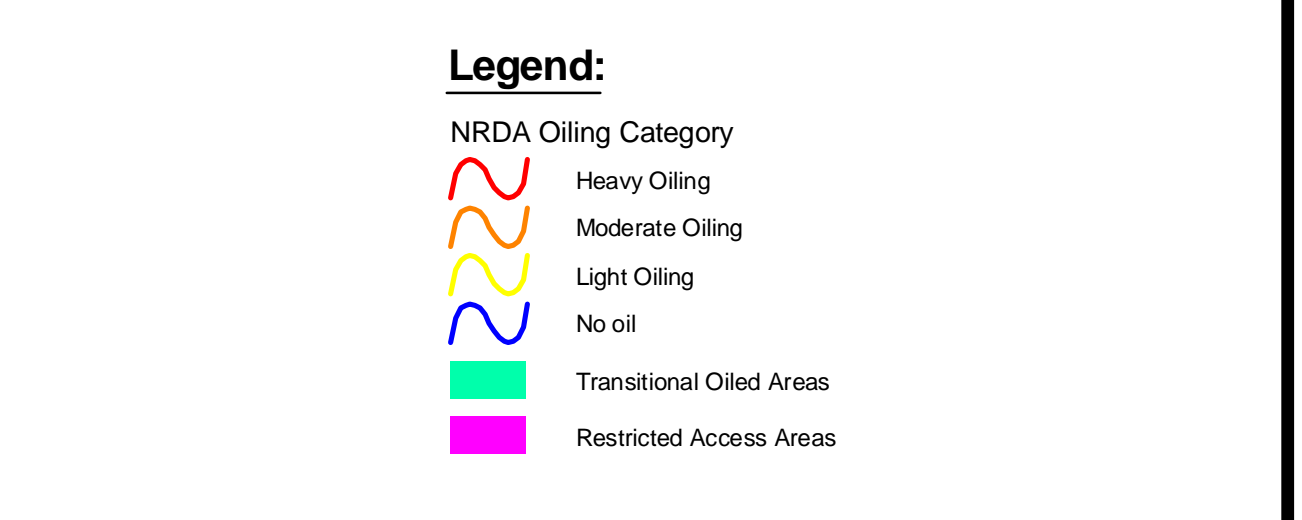 Legend:
NRDA Oiling Category
Heavy Oiling
Moderate Oiling
Light Oiling
No oil
Transitional Oiled Areas
Restricted Access Areas